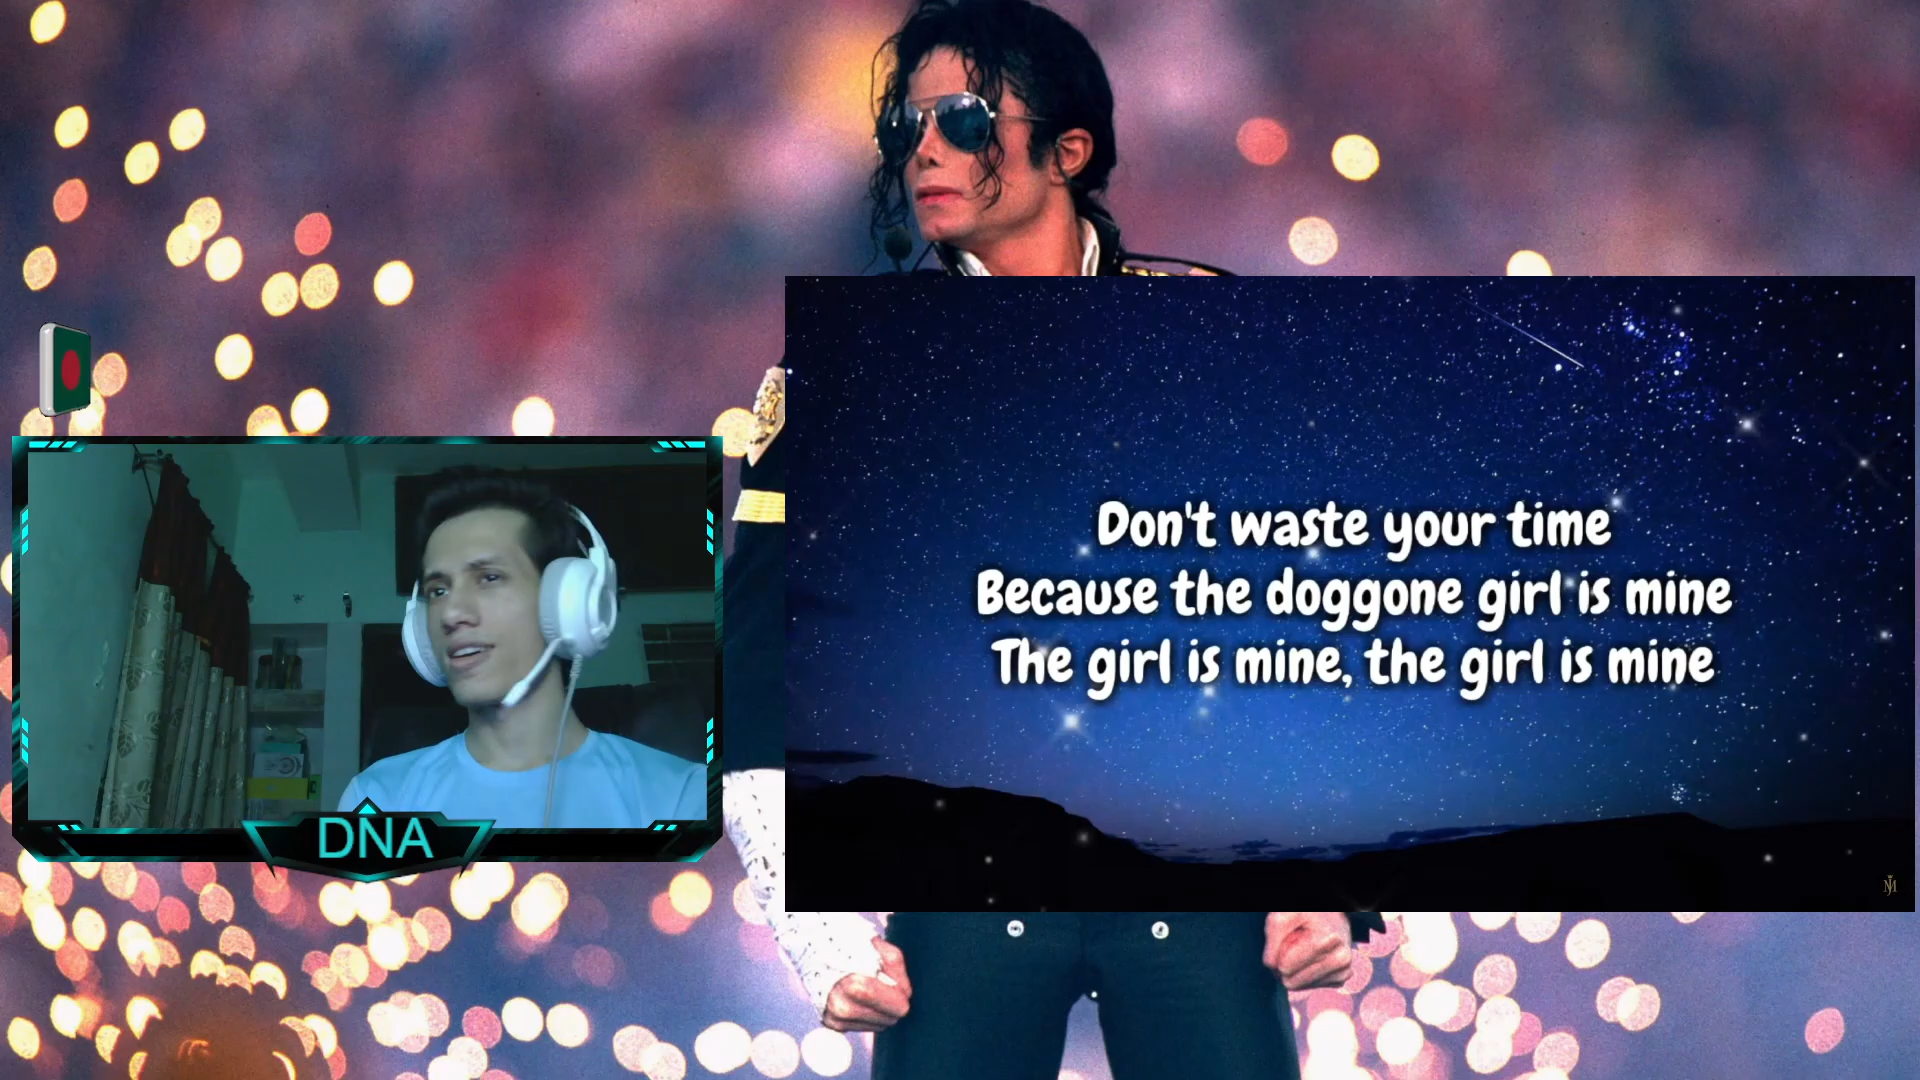 Don't waste your time
Because the doggone girl is mine
The girl is mine, the girl is mine
DNA
MJ